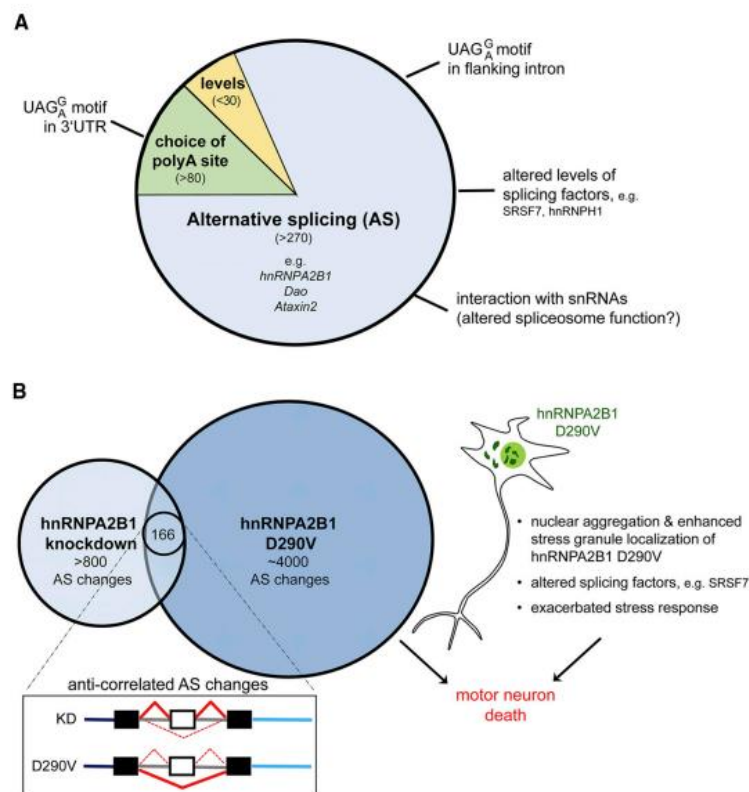 A
levels
(<30)
UAG G A motif
in 3'UTR
choice of
polyA site
(>80)
UAG G A motif
in flanking intron
Alternative splicing (AS)
(>270)
e.g.
hnRNPA2B1
Dao
Ataxin2
altered levels of
splicing factors, e.g.
SRSF7, hnRNPH1
interaction with snRNAs
(altered spliceosome function?)
B
hnRNPA2B1
knockdown
>800
AS changes
166
hnRNPA2B1
D290V
~4000
AS changes
hnRNPA2B1
D290V
• nuclear aggregation & enhanced
stress granule localization of
hnRNPA2B1 D290V
• altered splicing factors, e.g. SRSF7
• exacerbated stress response
motor neuron
death
anti-correlated AS changes
KD
D290V